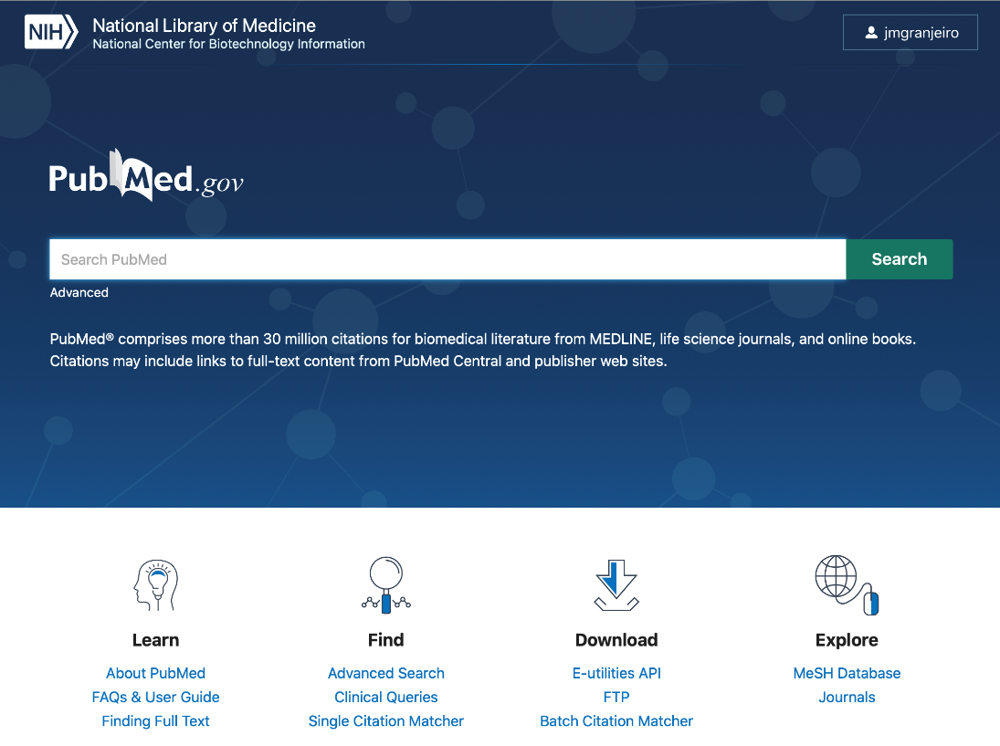 NIH
National Library of Medicine
National Center for Biotechnology Information
jmgranjeiro
PubMed.gov
Search PubMed
Search
Advanced
PubMed® comprises more than 30 million citations for biomedical literature from MEDLINE, life science journals, and online books.
Citations may include links to full-text content from PubMed Central and publisher web sites.
Learn
About PubMed
FAQs & User Guide
Finding Full Text
Find
Advanced Search
Clinical Queries
Single Citation Matcher
Download
E-utilities API
FTP
Batch Citation Matcher
Explore
MeSH Database
Journals